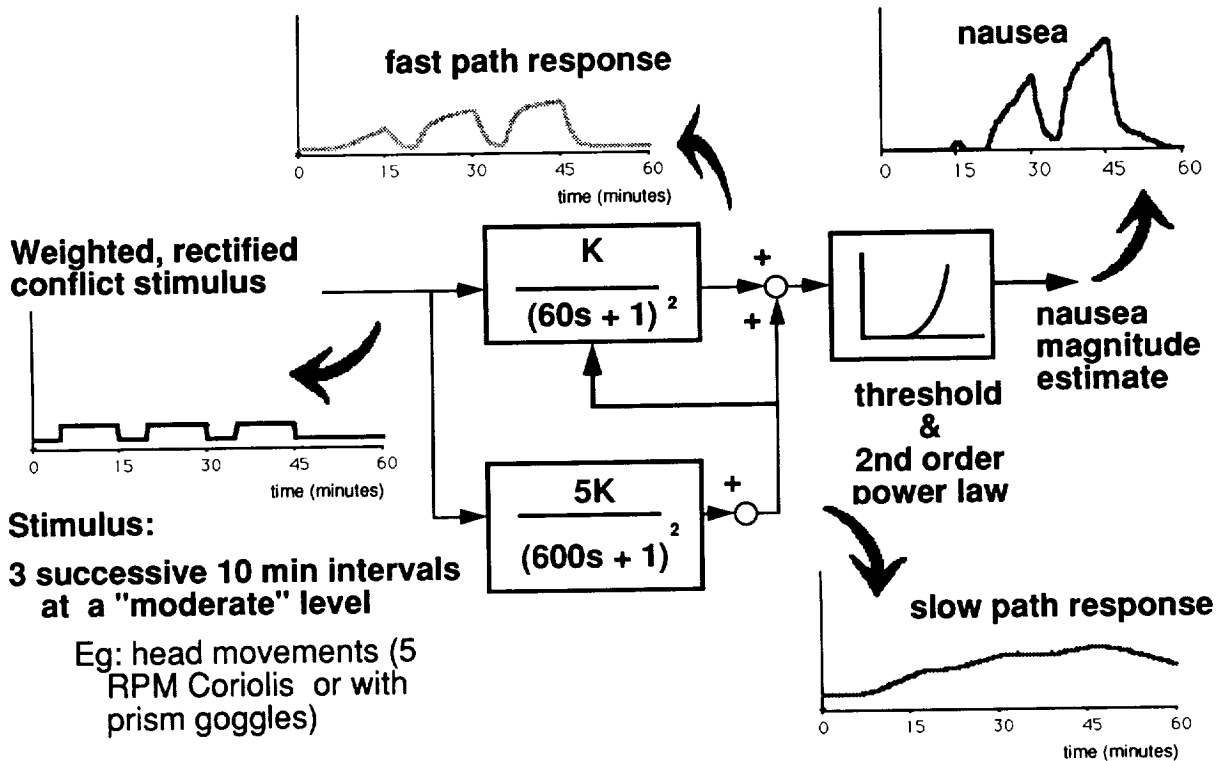 fast path response
0 15 30 45 60
time (minutes)
nausea
0 15 30 45 60
Weighted, rectified
conflict stimulus
0 15 30 45 60
time (minutes)
K
(60s + 1)²
+
+
nausea
magnitude
estimate
threshold
&
2nd order
power law
5K
(600s + 1)²
+
Stimulus:
3 successive 10 min intervals
at a "moderate" level
Eg: head movements (5
RPM Coriolis or with
prism goggles)
slow path response
0 15 30 45 60
time (minutes)